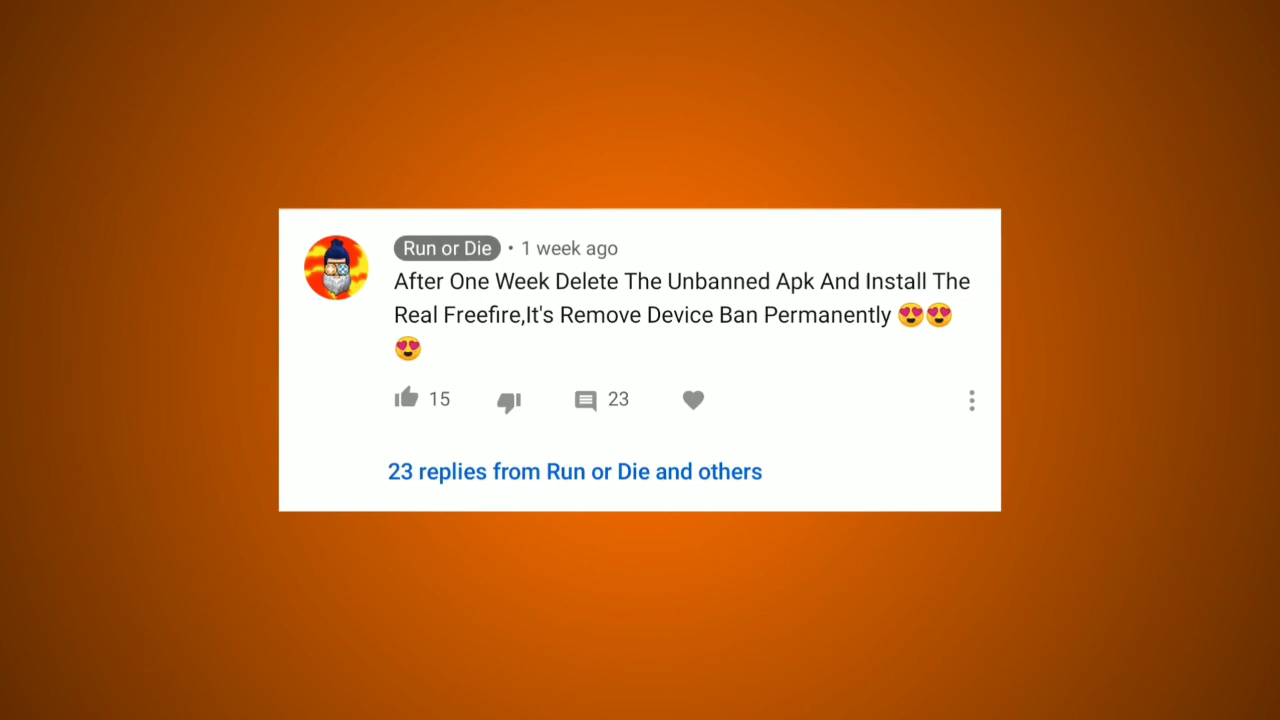 Run or Die • 1 week ago
After One Week Delete The Unbanned Apk And Install The
Real Freefire,It's Remove Device Ban Permanently 😍😍
😍
15 23
23 replies from Run or Die and others